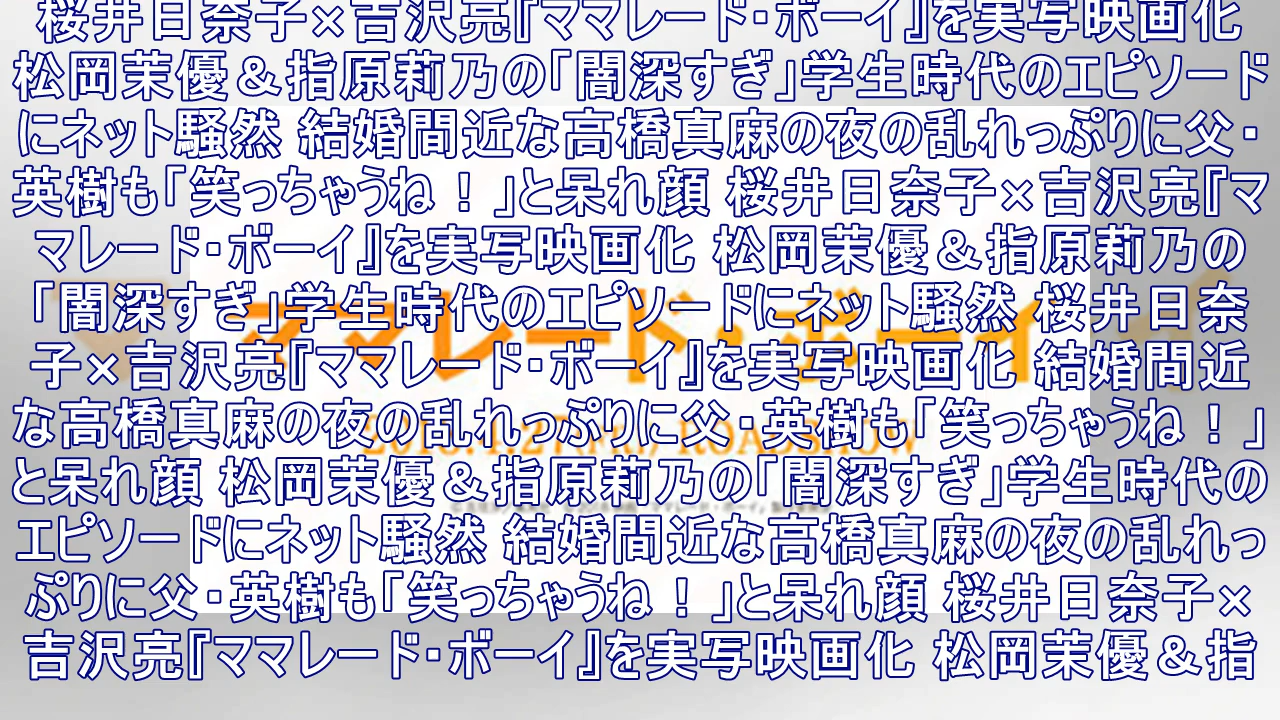 桜井日奈子×吉沢亮『ママレード・ボーイ』を実写映画化
松岡茉優&指原莉乃の「闇深すぎ」学生時代のエピソード
にネット騒然 結婚間近な高橋真麻の夜の乱れっぷりに父・
英樹も「笑っちゃうね！」と呆れ顔 桜井日奈子×吉沢亮『マ
マレード・ボーイ』を実写映画化 松岡茉優&指原莉乃の
「闇深すぎ」学生時代のエピソードにネット騒然 桜井日奈
子×吉沢亮『ママレード・ボーイ』を実写映画化 結婚間近
な高橋真麻の夜の乱れっぷりに父・英樹も「笑っちゃうね！」
と呆れ顔 松岡茉優&指原莉乃の「闇深すぎ」学生時代の
エピソードにネット騒然 結婚間近な高橋真麻の夜の乱れっ
ぷりに父・英樹も「笑っちゃうね！」と呆れ顔 桜井日奈子×
吉沢亮『ママレード・ボーイ』を実写映画化 松岡茉優&指
ママレード・ボーイ
2018.4.27(FRI) ROADSHOW